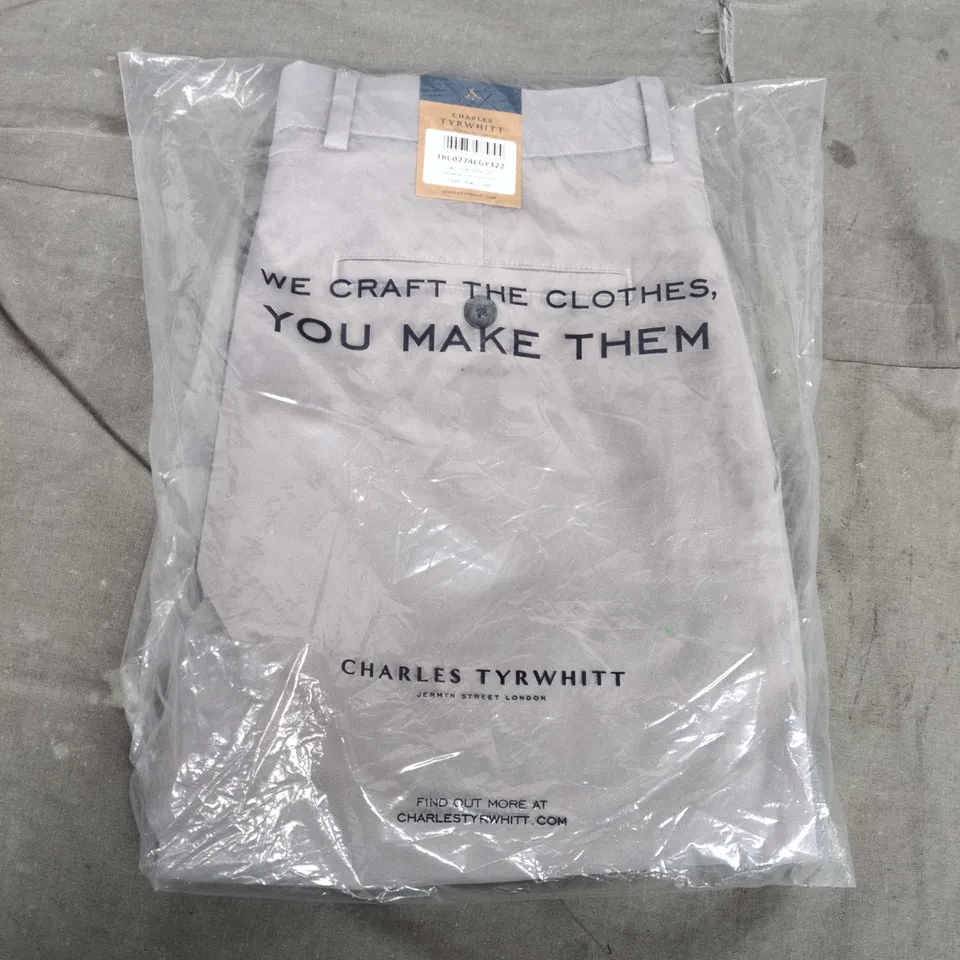 CHARLES
TYRWHITT
WE CRAFT THE CLOTHES,
YOU MAKE THEM
CHARLES TYRWHITT
JERMYN STREET LONDON
FIND OUT MORE AT
CHARLESTYRWHITT.COM